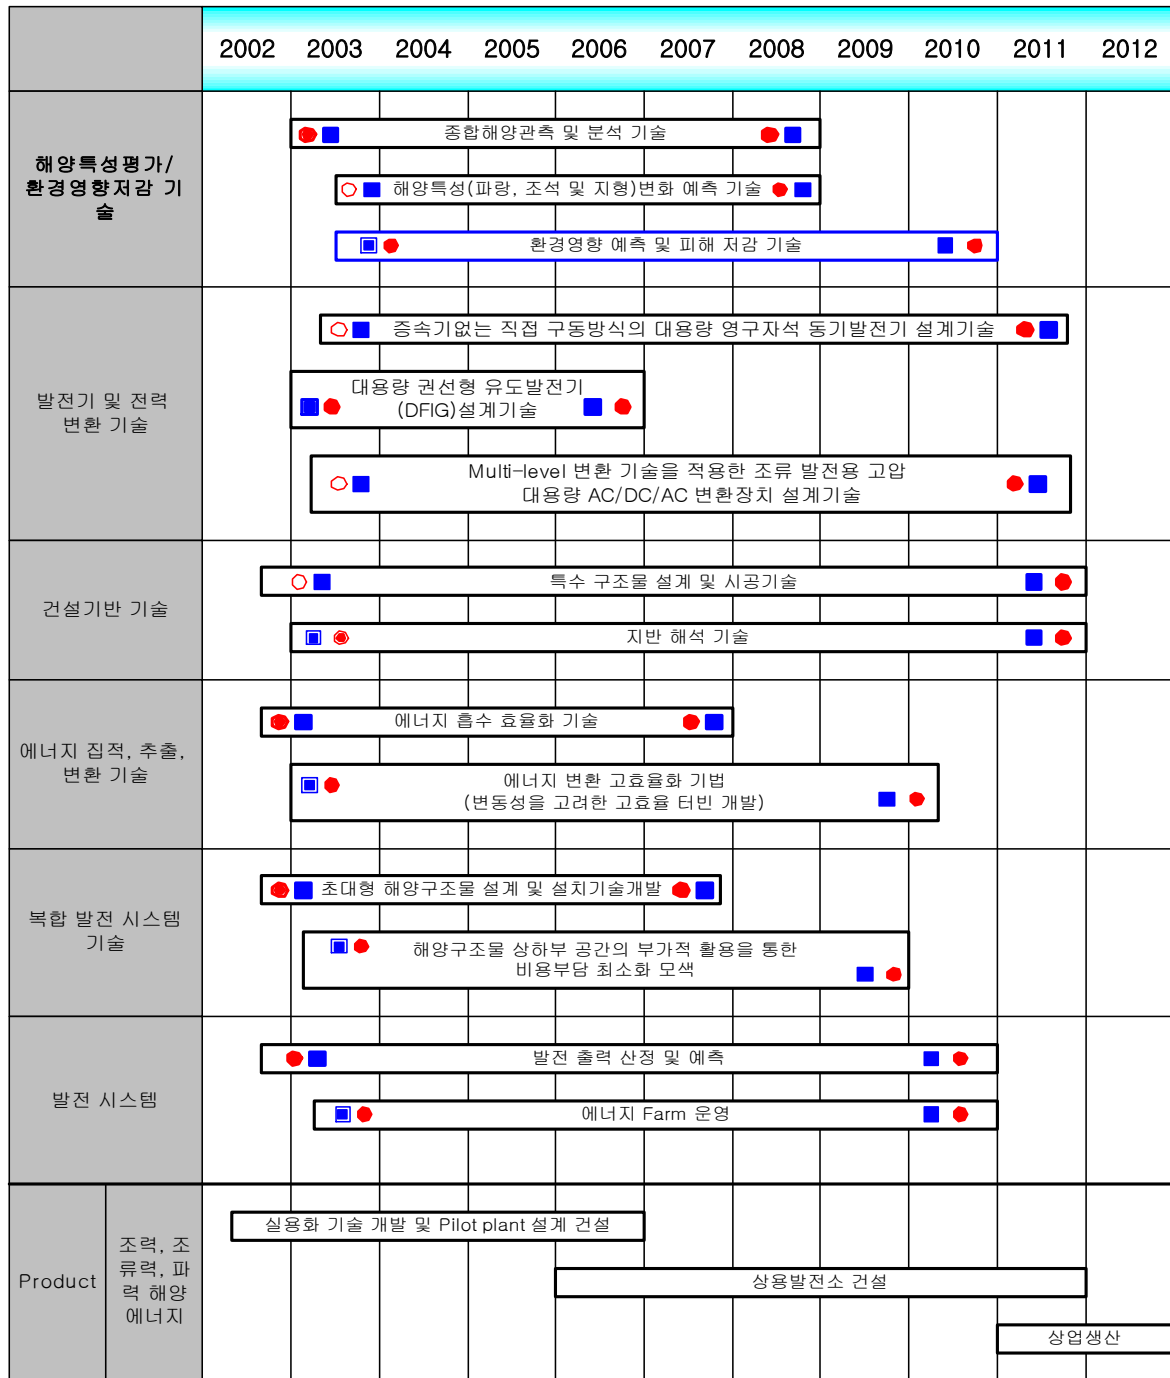 2002 2003 2004 2005 2006 2007 2008 2009 2010 2011 2012
해양특성평가/
환경영향저감 기
술
종합해양관측 및 분석 기술
해양특성(파랑, 조석 및 지형)변화 예측 기술
환경영향 예측 및 피해 저감 기술
발전기 및 전력
변환 기술
증속기없는 직접 구동방식의 대용량 영구자석 동기발전기 설계기술
대용량 권선형 유도발전기
(DFIG)설계기술
Multi-level 변환 기술을 적용한 조류 발전용 고압
대용량 AC/DC/AC 변환장치 설계기술
건설기반 기술
특수 구조물 설계 및 시공기술
지반 해석 기술
에너지 집적, 추출,
변환 기술
에너지 흡수 효율화 기술
에너지 변환 고효율화 기법
(변동성을 고려한 고효율 터빈 개발)
복합 발전 시스템
기술
초대형 해양구조물 설계 및 설치기술개발
해양구조물 상하부 공간의 부가적 활용을 통한
비용부담 최소화 모색
발전 시스템
발전 출력 산정 및 예측
에너지 Farm 운영
Product
조력, 조
류력, 파
력 해양
에너지
실용화 기술 개발 및 Pilot plant 설계 건설
상용발전소 건설
상업생산